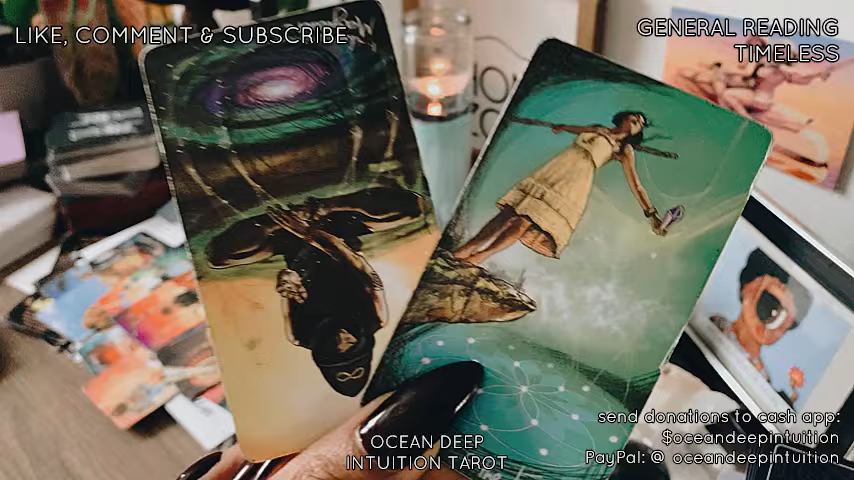 LIKE, COMMENT & SUBSCRIBE
GENERAL READING
TIMELESS
send donations to cash app:
$oceandeepintuition
PayPal: @ oceandeepintuition
OCEAN DEEP
INTUITION TAROT